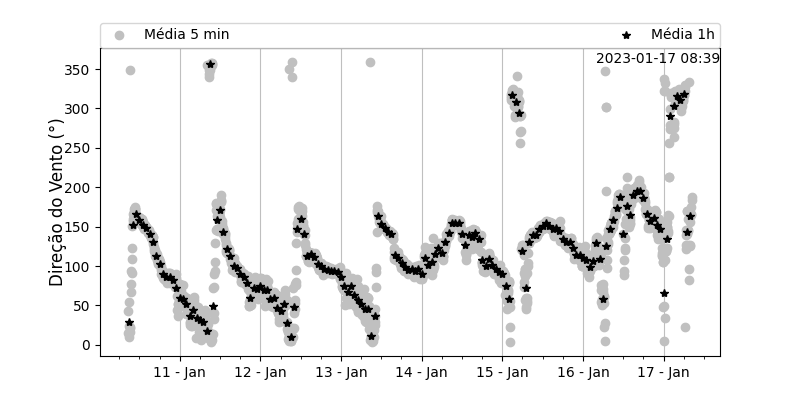 Média 5 min
Média 1h
2023-01-17 08:39
Direção do Vento (°)
350
300
250
200
150
100
50
0
11 - Jan
12 - Jan
13 - Jan
14 - Jan
15 - Jan
16 - Jan
17 - Jan